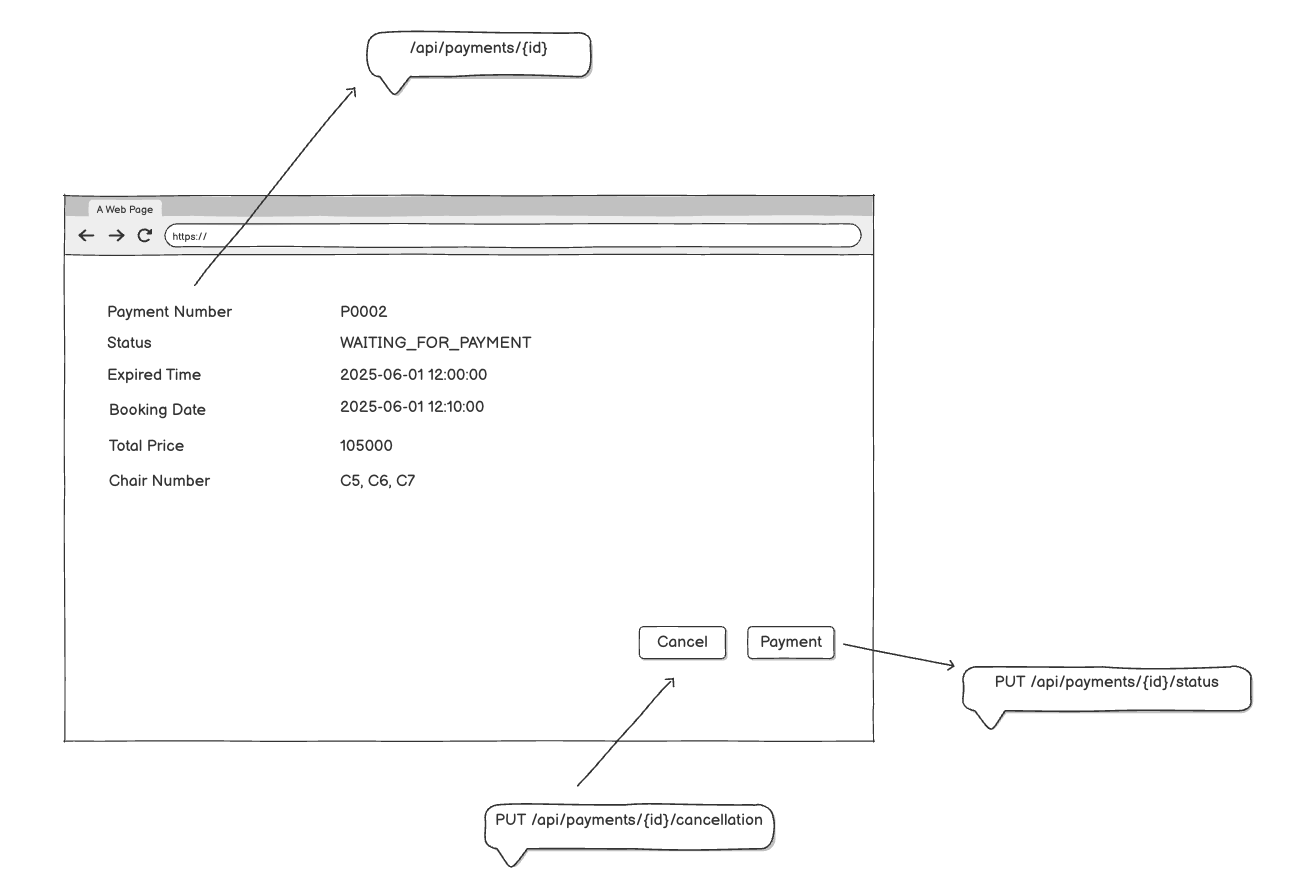 /api/payments/{id}
A Web Page
https://
Payment Number P0002
Status WAITING_FOR_PAYMENT
Expired Time 2025-06-01 12:00:00
Booking Date 2025-06-01 12:10:00
Total Price 105000
Chair Number C5, C6, C7
Cancel Payment
PUT /api/payments/{id}/status
PUT /api/payments/{id}/cancellation